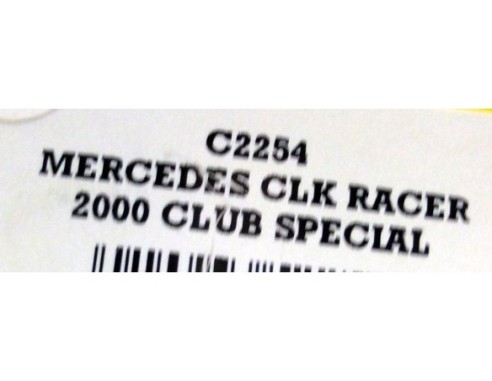 C2254
MERCEDES CLK RACER
2000 CLUB SPECIAL